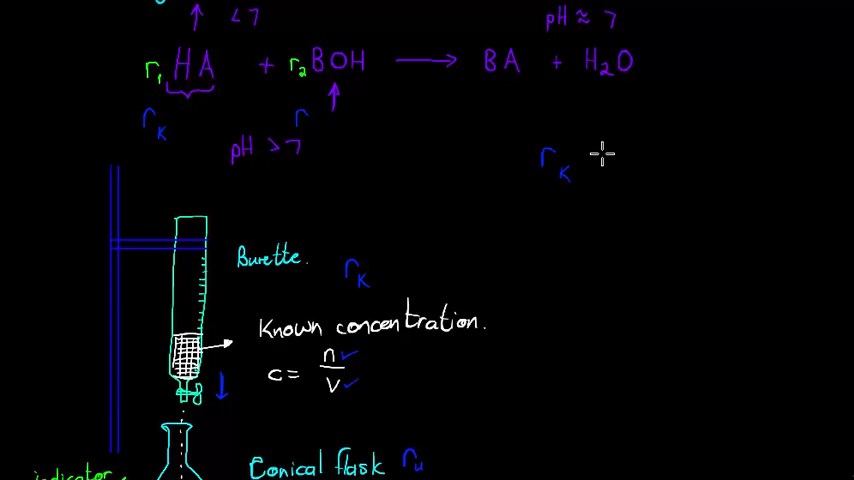 < 7 pH ≈ 7
r₁ HA + r₂ BOH ⟶ BA + H₂O
r_K r
pH > 7
r_K
Burette.
r_K
Known concentration.
c = n/v
Conical flask r_u
indicator